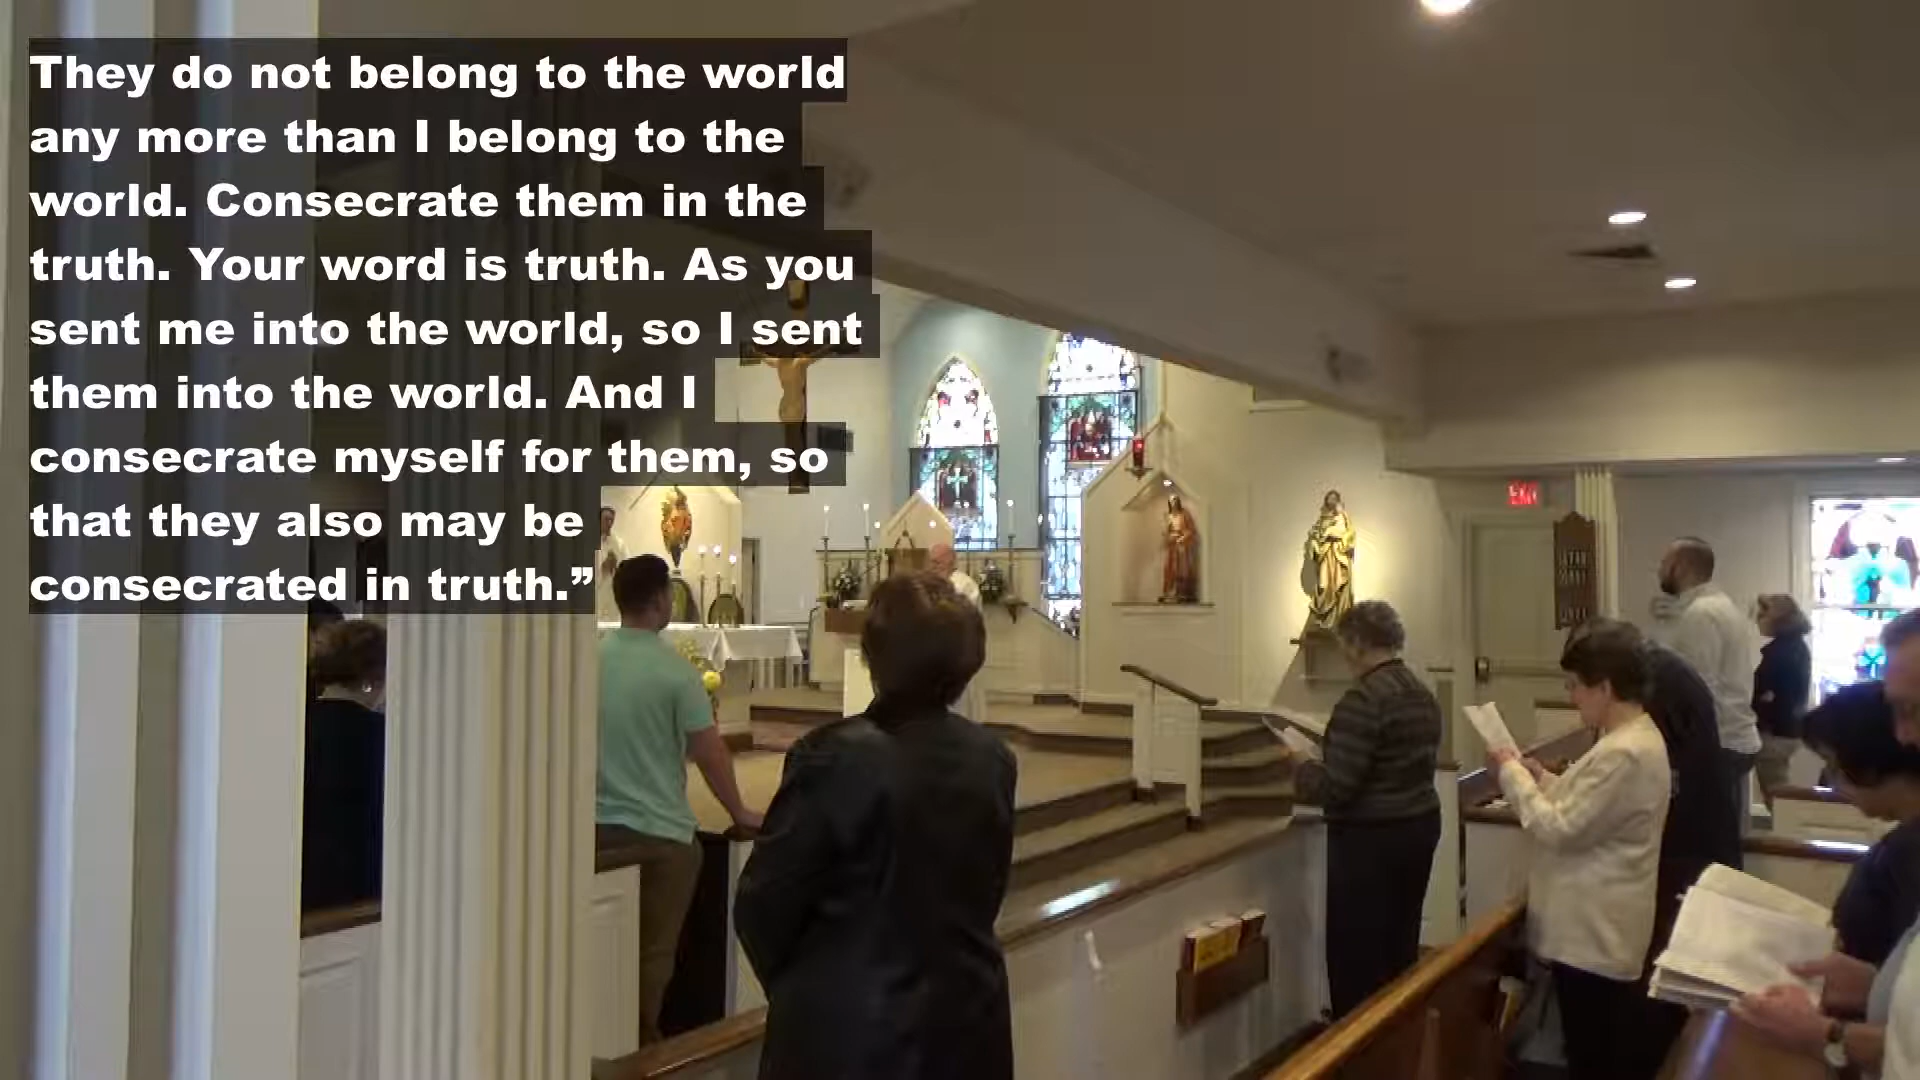 They do not belong to the world
any more than I belong to the
world. Consecrate them in the
truth. Your word is truth. As you
sent me into the world, so I sent
them into the world. And I
consecrate myself for them, so
that they also may be
consecrated in truth.”
EXIT